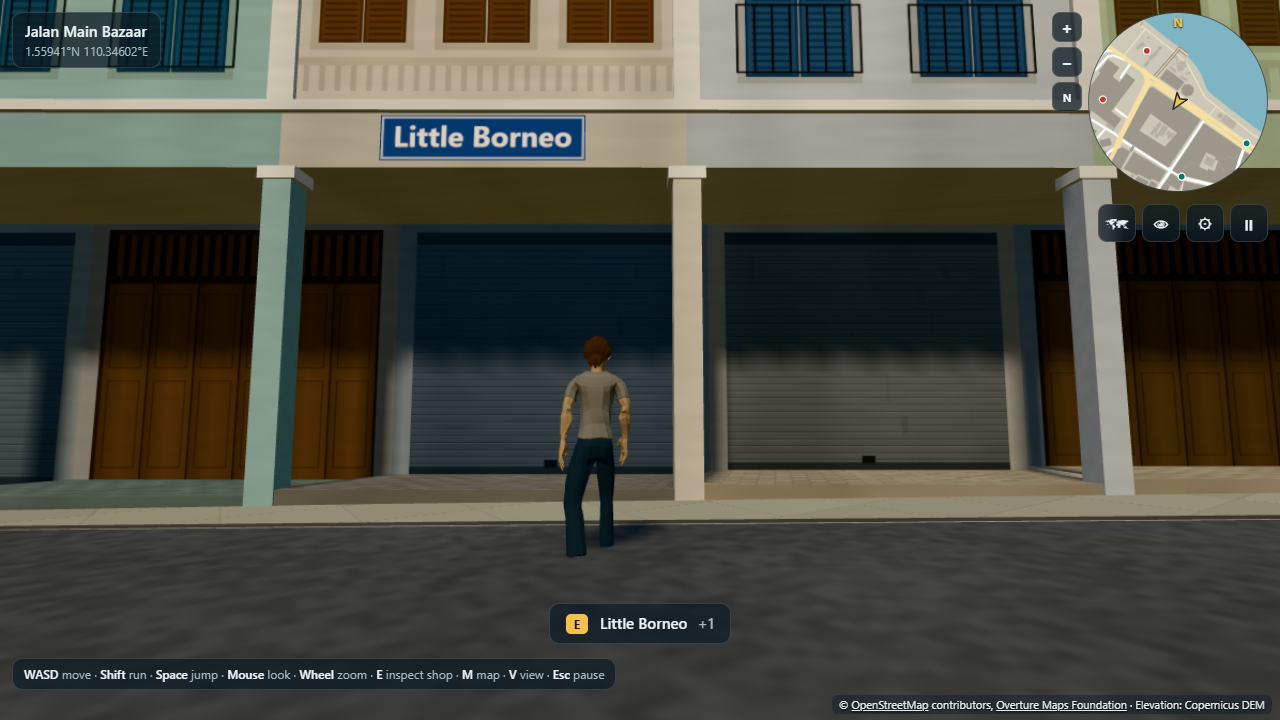 Jalan Main Bazaar
1.55941°N 110.34602°E
Little Borneo
+
−
N
N
E Little Borneo +1
WASD move · Shift run · Space jump · Mouse look · Wheel zoom · E inspect shop · M map · V view · Esc pause
© OpenStreetMap contributors, Overture Maps Foundation · Elevation: Copernicus DEM